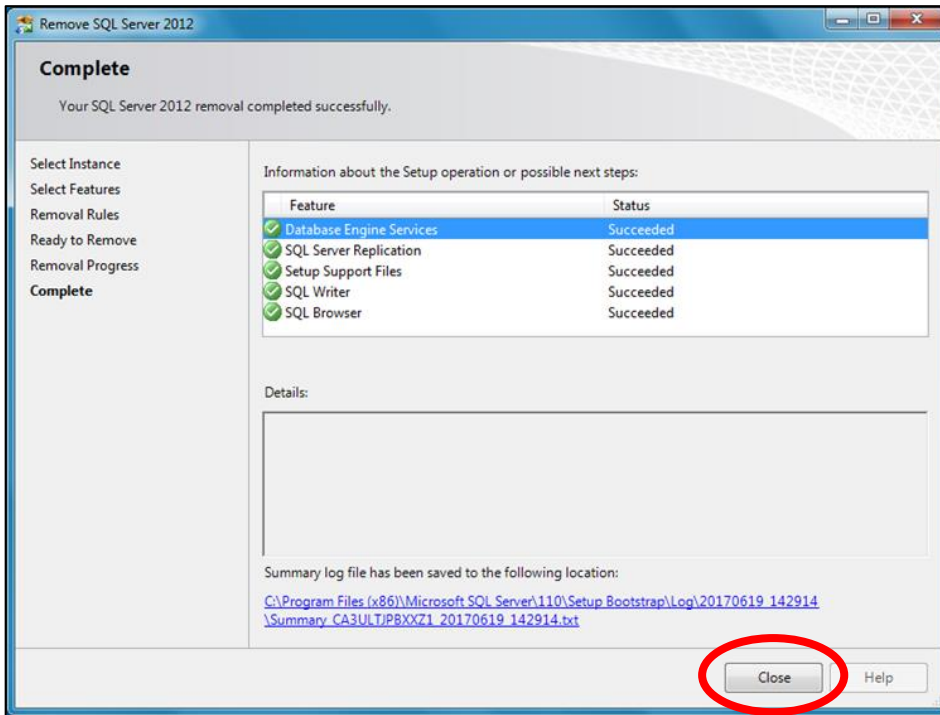 Remove SQL Server 2012
Complete
Your SQL Server 2012 removal completed successfully.
Select Instance
Select Features
Removal Rules
Ready to Remove
Removal Progress
Complete
Information about the Setup operation or possible next steps:
Feature Status
Database Engine Services Succeeded
SQL Server Replication Succeeded
Setup Support Files Succeeded
SQL Writer Succeeded
SQL Browser Succeeded
Details:
Summary log file has been saved to the following location:
C:\Program Files (x86)\Microsoft SQL Server\110\Setup Bootstrap\Log\20170619_142914
\Summary_CA3ULTJPBXXZ1_20170619_142914.txt
Close Help